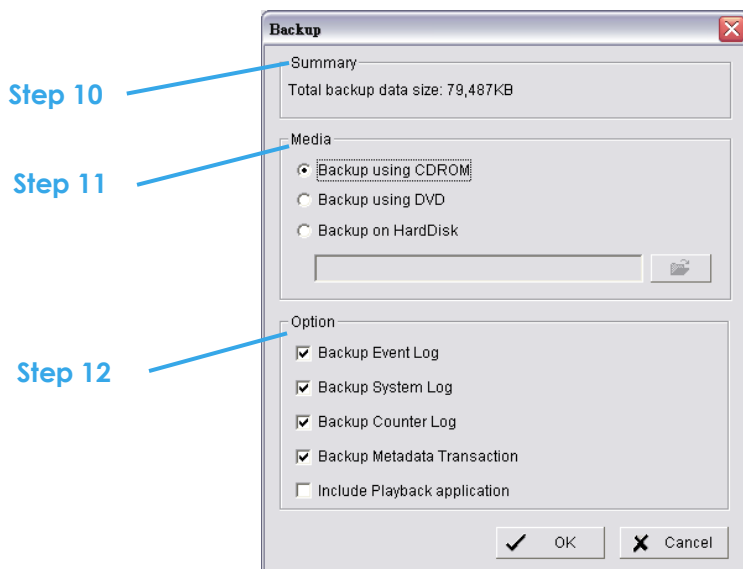 Backup
Summary
Step 10
Total backup data size: 79,487KB
Media
Backup using CDROM
Step 11
Backup using DVD
Backup on HardDisk
Option
Backup Event Log
Step 12
Backup System Log
Backup Counter Log
Backup Metadata Transaction
Include Playback application
OK
Cancel